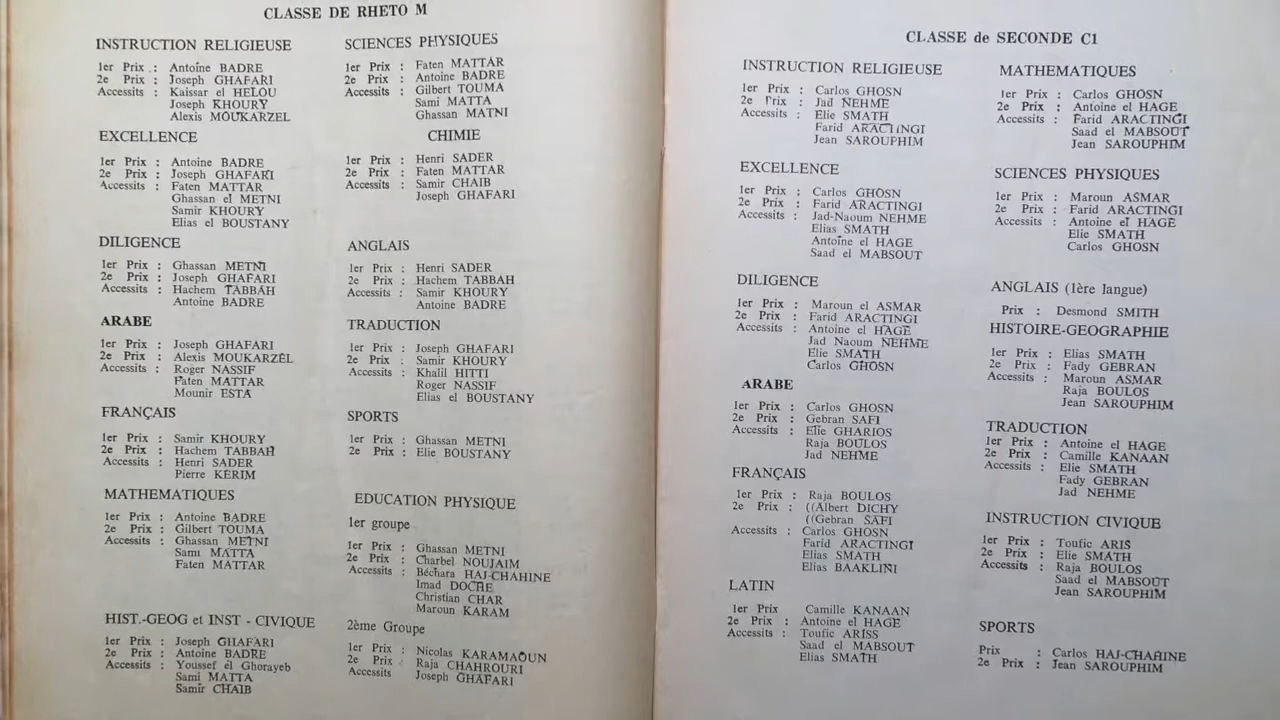 CLASSE DE RHETO M
INSTRUCTION RELIGIEUSE
1er Prix : Antoine BADRE
2e Prix : Joseph GHAFARI
Accessits : Kaissar el HELOU
Joseph KHOURY
Alexis MOUKARZEL
EXCELLENCE
1er Prix : Antoine BADRE
2e Prix : Joseph GHAFARI
Accessits : Faten MATTAR
Ghassan el METNI
Samir KHOURY
Elias el BOUSTANY
DILIGENCE
1er Prix : Ghassan METNI
2e Prix : Joseph GHAFARI
Accessits : Hachem TABBAH
Antoine BADRE
ARABE
1er Prix : Joseph GHAFARI
2e Prix : Alexis MOUKARZEL
Accessits : Roger NASSIF
Faten MATTAR
Mounir ESTA
FRANÇAIS
1er Prix : Samir KHOURY
2e Prix : Hachem TABBAH
Accessits : Henri SADER
Pierre KERIM
MATHEMATIQUES
1er Prix : Antoine BADRE
2e Prix : Gilbert TOUMA
Accessits : Ghassan METNI
Sami MATTA
Faten MATTAR
HIST.-GEOG et INST - CIVIQUE
1er Prix : Joseph GHAFARI
2e Prix : Antoine BADRE
Accessits : Youssef el Ghorayeb
Sami MATTA
Samir CHAIB
SCIENCES PHYSIQUES
1er Prix : Faten MATTAR
2e Prix : Antoine BADRE
Accessits : Gilbert TOUMA
Sami MATTA
Ghassan MATNI
CHIMIE
1er Prix : Henri SADER
2e Prix : Faten MATTAR
Accessits : Samir CHAIB
Joseph GHAFARI
ANGLAIS
1er Prix : Henri SADER
2e Prix : Hachem TABBAH
Accessits : Samir KHOURY
Antoine BADRE
TRADUCTION
1er Prix : Joseph GHAFARI
2e Prix : Samir KHOURY
Accessits : Khalil HITTI
Roger NASSIF
Elias el BOUSTANY
SPORTS
1er Prix : Ghassan METNI
2e Prix : Elie BOUSTANY
EDUCATION PHYSIQUE
1er groupe
1er Prix : Ghassan METNI
2e Prix : Charbel NOUJAIM
Accessits : Béchara HAJ-CHAHINE
Imad DOCHE
Christian CHAR
Maroun KARAM
2ème Groupe
1er Prix : Nicolas KARAMAOUN
2e Prix : Raja CHAHROURI
Accessits Joseph GHAFARI
CLASSE de SECONDE C1
INSTRUCTION RELIGIEUSE
1er Prix : Carlos GHOSN
2e Prix : Jad NEHME
Accessits : Elie SMATH
Farid ARACTINGI
Jean SAROUPHIM
EXCELLENCE
1er Prix : Carlos GHOSN
2e Prix : Farid ARACTINGI
Accessits : Jad-Naoum NEHME
Elias SMATH
Antoine el HAGE
Saad el MABSOUT
DILIGENCE
1er Prix : Maroun el ASMAR
2e Prix : Farid ARACTINGI
Accessits : Antoine el HAGE
Jad Naoum NEHME
Elie SMATH
Carlos GHOSN
ARABE
1er Prix : Carlos GHOSN
2e Prix : Gebran SAFI
Accessits : Elie GHARIOS
Raja BOULOS
Jad NEHME
FRANÇAIS
1er Prix : Raja BOULOS
2e Prix : ((Albert DICHY
((Gebran SAFI
Accessits : Carlos GHOSN
Farid ARACTINGI
Elias SMATH
Elias BAAKLINI
LATIN
1er Prix Camille KANAAN
2e Prix : Antoine el HAGE
Accessits : Toufic ARISS
Saad el MABSOUT
Elias SMATH
MATHEMATIQUES
1er Prix : Carlos GHOSN
2e Prix : Antoine el HAGE
Accessits : Farid ARACTINGI
Saad el MABSOUT
Jean SAROUPHIM
SCIENCES PHYSIQUES
1er Prix : Maroun ASMAR
2e Prix : Farid ARACTINGI
Accessits : Antoine el HAGE
Elie SMATH
Carlos GHOSN
ANGLAIS (1ère langue)
Prix : Desmond SMITH
HISTOIRE-GEOGRAPHIE
1er Prix : Elias SMATH
2e Prix : Fady GEBRAN
Accessits : Maroun ASMAR
Raja BOULOS
Jean SAROUPHIM
TRADUCTION
1er Prix : Antoine el HAGE
2e Prix : Camille KANAAN
Accessits : Elie SMATH
Fady GEBRAN
Jad NEHME
INSTRUCTION CIVIQUE
1er Prix : Toufic ARIS
2e Prix : Elie SMATH
Accessits : Raja BOULOS
Saad el MABSOUT
Jean SAROUPHIM
SPORTS
Prix : Carlos HAJ-CHAHINE
2e Prix : Jean SAROUPHIM